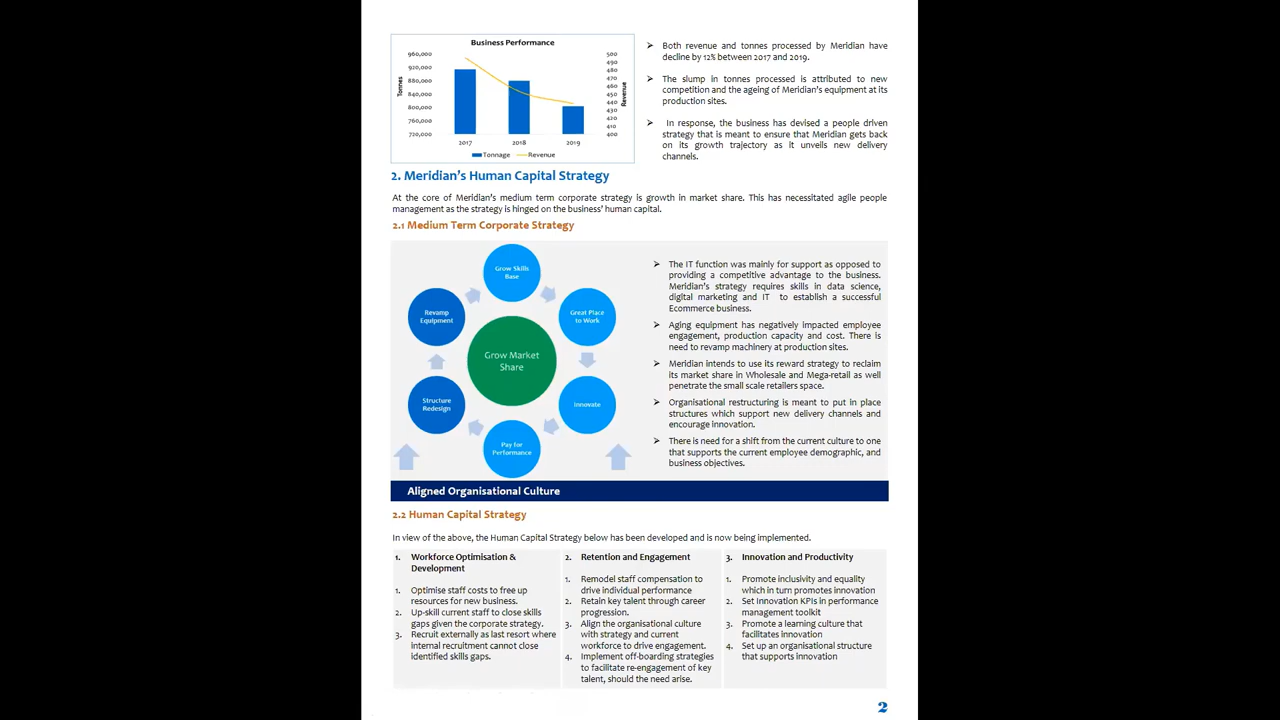 Business Performance
960,000
920,000
880,000
840,000
800,000
760,000
720,000
Tonnes
500
490
480
470
460
450
440
430
420
410
400
Revenue
2017
2018
2019
Tonnage
Revenue
Both revenue and tonnes processed by Meridian have
decline by 12% between 2017 and 2019.
The slump in tonnes processed is attributed to new
competition and the ageing of Meridian's equipment at its
production sites.
In response, the business has devised a people driven
strategy that is meant to ensure that Meridian gets back
on its growth trajectory as it unveils new delivery
channels.
2. Meridian's Human Capital Strategy
At the core of Meridian's medium term corporate strategy is growth in market share. This has necessitated agile people
management as the strategy is hinged on the business' human capital.
2.1 Medium Term Corporate Strategy
Grow Skills
Base
Great Place
to Work
Innovate
Pay for
Performance
Structure
Redesign
Revamp
Equipment
Grow Market
Share
The IT function was mainly for support as opposed to
providing a competitive advantage to the business.
Meridian's strategy requires skills in data science,
digital marketing and IT to establish a successful
Ecommerce business.
Aging equipment has negatively impacted employee
engagement, production capacity and cost. There is
need to revamp machinery at production sites.
Meridian intends to use its reward strategy to reclaim
its market share in Wholesale and Mega-retail as well
penetrate the small scale retailers space.
Organisational restructuring is meant to put in place
structures which support new delivery channels and
encourage innovation.
There is need for a shift from the current culture to one
that supports the current employee demographic, and
business objectives.
Aligned Organisational Culture
2.2 Human Capital Strategy
In view of the above, the Human Capital Strategy below has been developed and is now being implemented.
1. Workforce Optimisation &
Development
1. Optimise staff costs to free up
resources for new business.
2. Up-skill current staff to close skills
gaps given the corporate strategy.
3. Recruit externally as last resort where
internal recruitment cannot close
identified skills gaps.
2. Retention and Engagement
1. Remodel staff compensation to
drive individual performance
2. Retain key talent through career
progression.
3. Align the organisational culture
with strategy and current
workforce to drive engagement.
4. Implement off-boarding strategies
to facilitate re-engagement of key
talent, should the need arise.
3. Innovation and Productivity
1. Promote inclusivity and equality
which in turn promotes innovation
2. Set Innovation KPIs in performance
management toolkit
3. Promote a learning culture that
facilitates innovation
4. Set up an organisational structure
that supports innovation
2